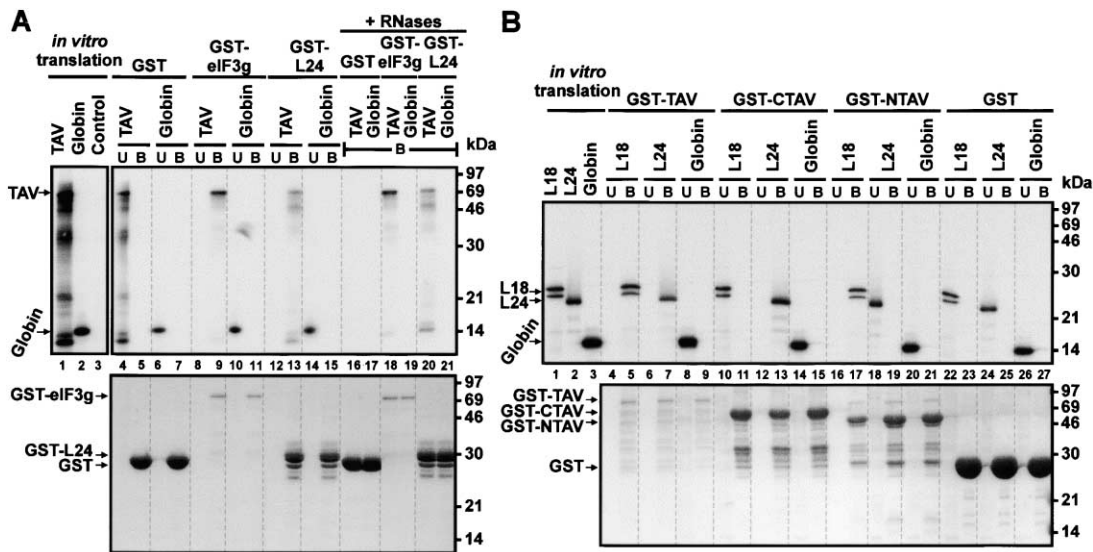 A
in vitro translation
GST
GST-eIF3g
GST-L24
+ RNases
GST GST-eIF3g GST-L24
TAV Globin Control TAV Globin TAV Globin TAV Globin TAV Globin TAV Globin TAV Globin
U B U B U B U B U B U B B
kDa
TAV
Globin
97
69
46
30
21
14
1 2 3 4 5 6 7 8 9 10 11 12 13 14 15 16 17 18 19 20 21
GST-eIF3g
GST-L24
GST
97
69
46
30
21
14
B
in vitro translation
GST-TAV GST-CTAV GST-NTAV GST
L18 L24 Globin L18 L24 Globin L18 L24 Globin L18 L24 Globin L18 L24 Globin
U B U B U B U B U B U B U B U B U B U B U B U B
kDa
L18
L24
Globin
97
69
46
30
21
14
1 2 3 4 5 6 7 8 9 10 11 12 13 14 15 16 17 18 19 20 21 22 23 24 25 26 27
GST-TAV
GST-CTAV
GST-NTAV
GST
97
69
46
30
21
14